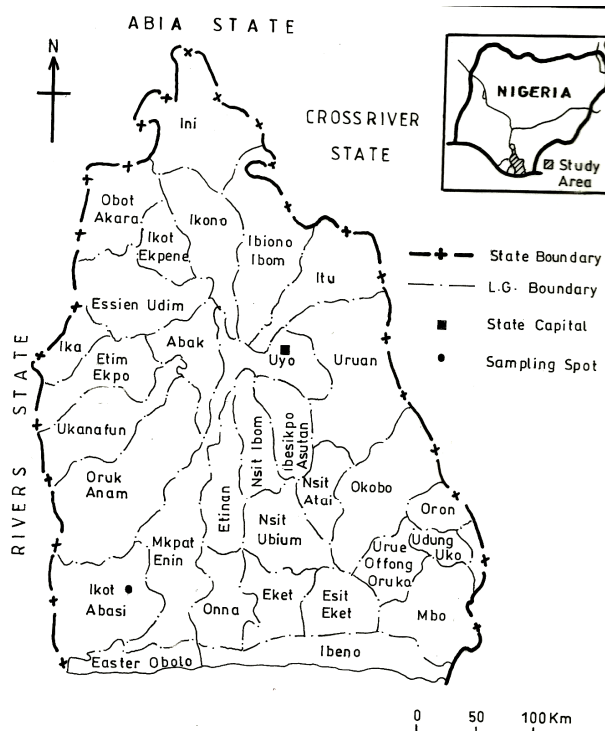 ABIA STATE
N
CROSSRIVER
STATE
NIGERIA
Study
Area
Ini
Obot
Akara
Ikono
Ikot
Ekpene
Ibiono
Ibom
Itu
State Boundary
L.G. Boundary
State Capital
Sampling Spot
Essien Udim
Ika
Abak
Etim
Ekpo
Uyo
Uruan
RIVERS STATE
Ukanafun
Nsit Ibom
Ibesikpo
Asutan
Oruk
Anam
Etinan
Nsit
Atai
Okobo
Oron
Nsit
Ubium
Udung
Uko
Urue
Offong
Oruko
Mkpat
Enin
Ikot
Abasi
Onna
Eket
Esit
Eket
Mbo
Ibeno
Easter Obolo
0 50 100 Km